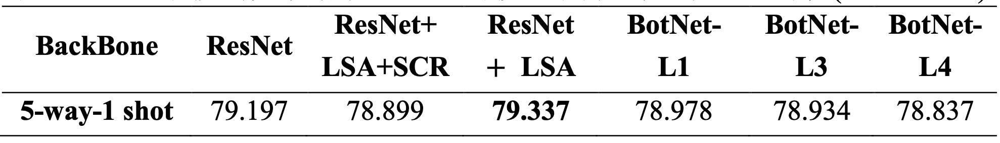 BackBone ResNet ResNet+ LSA+SCR ResNet + LSA BotNet-L1 BotNet-L3 BotNet-L4
5-way-1 shot 79.197 78.899 79.337 78.978 78.934 78.837